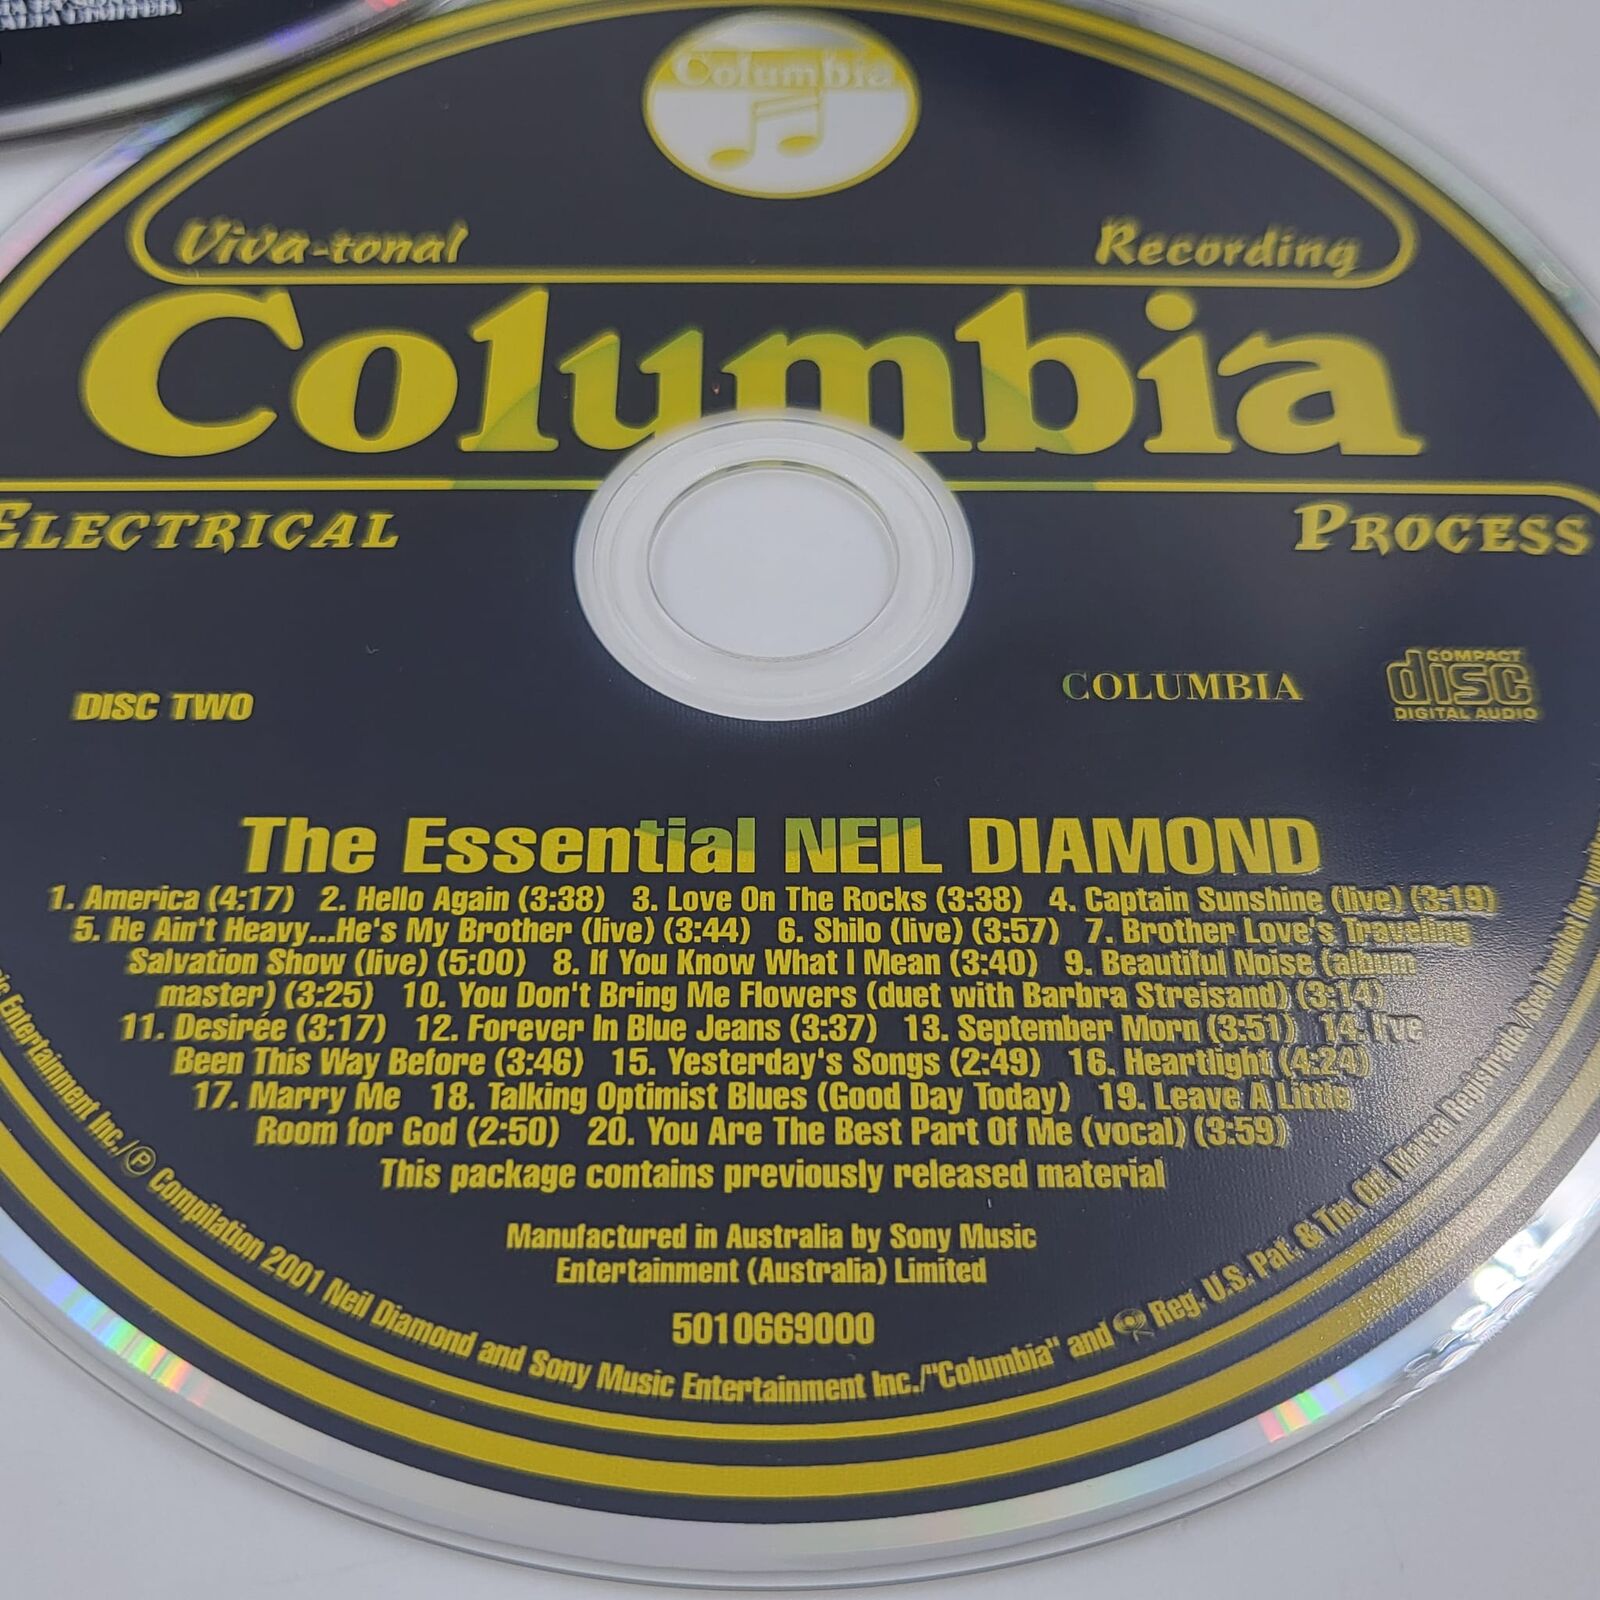 Columbia
Viva-tonal Recording
Columbia
ELECTRICAL PROCESS
DISC TWO
COLUMBIA
COMPACT
disc
DIGITAL AUDIO
The Essential NEIL DIAMOND
1. America (4:17) 2. Hello Again (3:38) 3. Love On The Rocks (3:38) 4. Captain Sunshine (live) (3:19)
5. He Ain't Heavy...He's My Brother (live) (3:44) 6. Shilo (live) (3:57) 7. Brother Love's Traveling
Salvation Show (live) (5:00) 8. If You Know What I Mean (3:40) 9. Beautiful Noise (album
master) (3:25) 10. You Don't Bring Me Flowers (duet with Barbra Streisand) (3:14)
11. Desirée (3:17) 12. Forever In Blue Jeans (3:37) 13. September Morn (3:51) 14. I've
Been This Way Before (3:46) 15. Yesterday's Songs (2:49) 16. Heartlight (4:24)
17. Marry Me 18. Talking Optimist Blues (Good Day Today) 19. Leave A Little
Room for God (2:50) 20. You Are The Best Part Of Me (vocal) (3:59)
This package contains previously released material
Manufactured in Australia by Sony Music
Entertainment (Australia) Limited
5010669000
Entertainment Inc./℗ Compilation 2001 Neil Diamond and Sony Music Entertainment Inc./"Columbia" and Reg. U.S. Pat. & Tm. Off. Marca Registrada./See booklet for